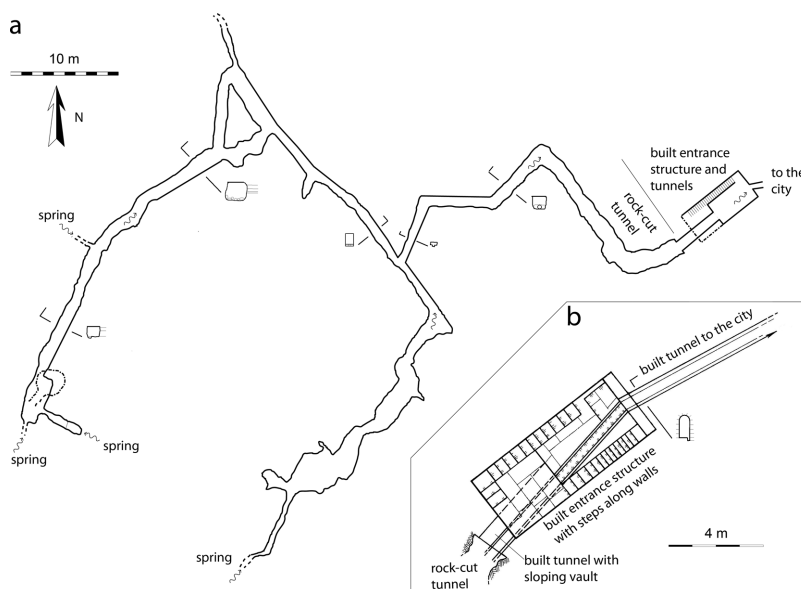 a
10 m
N
built entrance
structure and
tunnels
to the
city
rock-cut
tunnel
spring
spring
spring
spring
b
built tunnel to the city
built entrance structure
with steps along walls
4 m
rock-cut
tunnel
built tunnel with
sloping vault